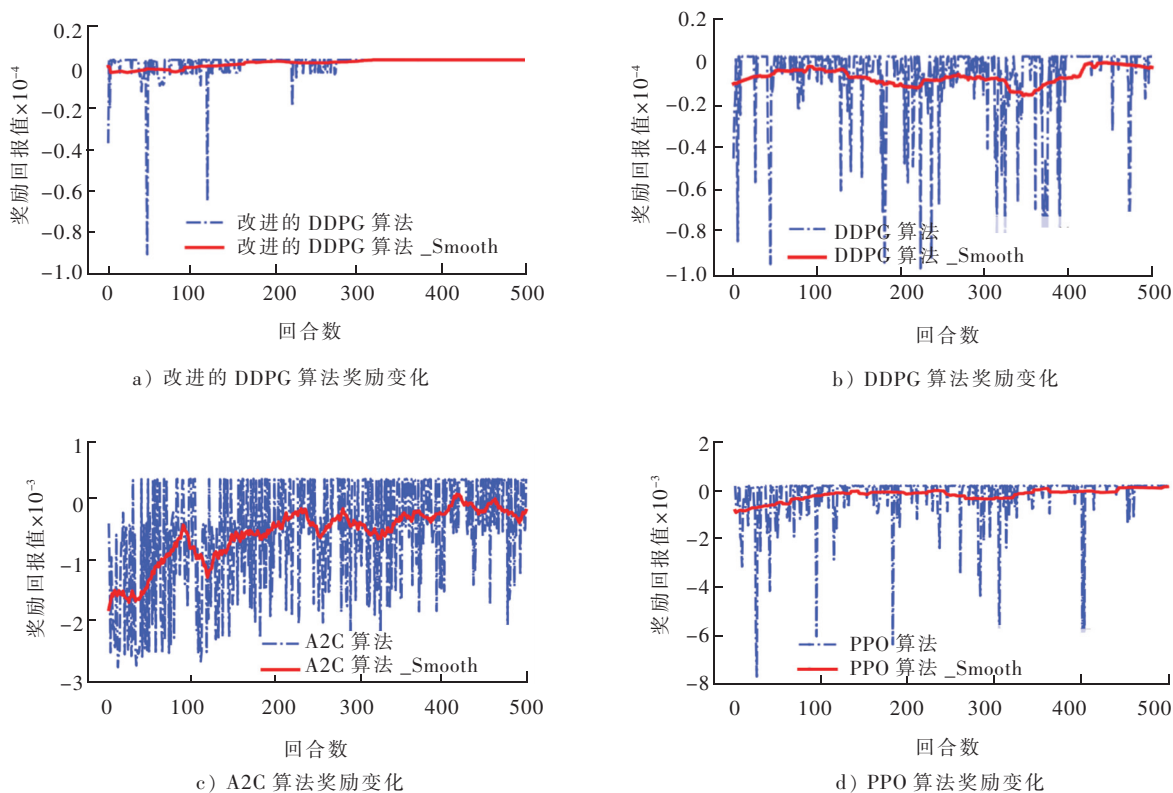 0.2
0
-0.2
-0.4
-0.6
-0.8
-1.0
奖励回报值×10⁻⁴
改进的 DDPG 算法
改进的 DDPG 算法 _Smooth
0 100 200 300 400 500
回合数
a）改进的 DDPG 算法奖励变化
0.2
0
-0.2
-0.4
-0.6
-0.8
-1.0
奖励回报值×10⁻⁴
DDPG 算法
DDPG 算法 _Smooth
0 100 200 300 400 500
回合数
b）DDPG 算法奖励变化
1
0
-1
-2
-3
奖励回报值×10⁻³
A2C 算法
A2C 算法 _Smooth
0 100 200 300 400 500
回合数
c）A2C 算法奖励变化
2
0
-2
-4
-6
-8
奖励回报值×10⁻³
PPO 算法
PPO 算法 _Smooth
0 100 200 300 400 500
回合数
d）PPO 算法奖励变化